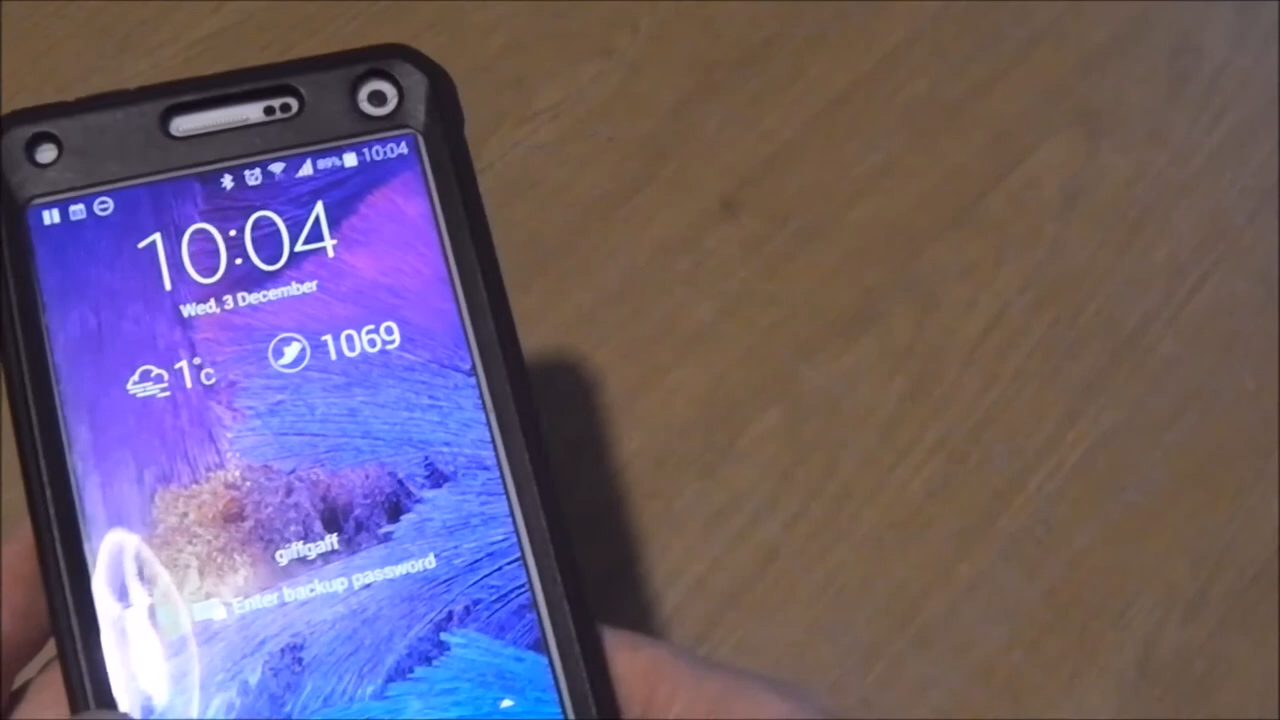 89% 10:04
10:04
Wed, 3 December
1°C 1069
giffgaff
Enter backup password